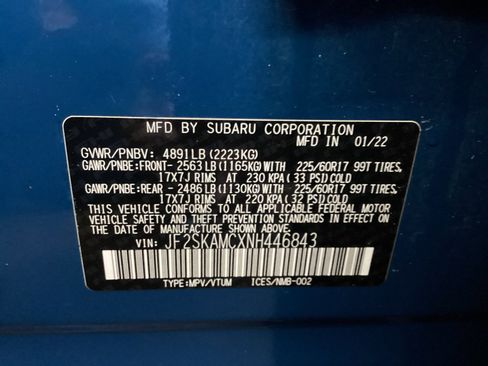 MFD BY SUBARU CORPORATION
MFD IN 01/22
GVWR/PNBV: 4891LB(2223KG)
GAWR/PNBE:FRONT-2563LB(1165KG)WITH 225/60R17 99T TIRES,
17X7J RIMS AT 230 KPA(33 PSI)COLD
GAWR/PNBE:REAR -2486LB(1130KG)WITH 225/60R17 99T TIRES,
17X7J RIMS AT 220 KPA(32 PSI)COLD
THIS VEHICLE CONFORMS TO ALL APPLICABLE FEDERAL MOTOR
VEHICLE SAFETY AND THEFT PREVENTION STANDARDS IN EFFECT
ON THE DATE OF MANUFACTURE SHOWN ABOVE.
VIN: JF2SKAMCXNH446843
TYPE:MPV/VTUM ICES/NMB-002